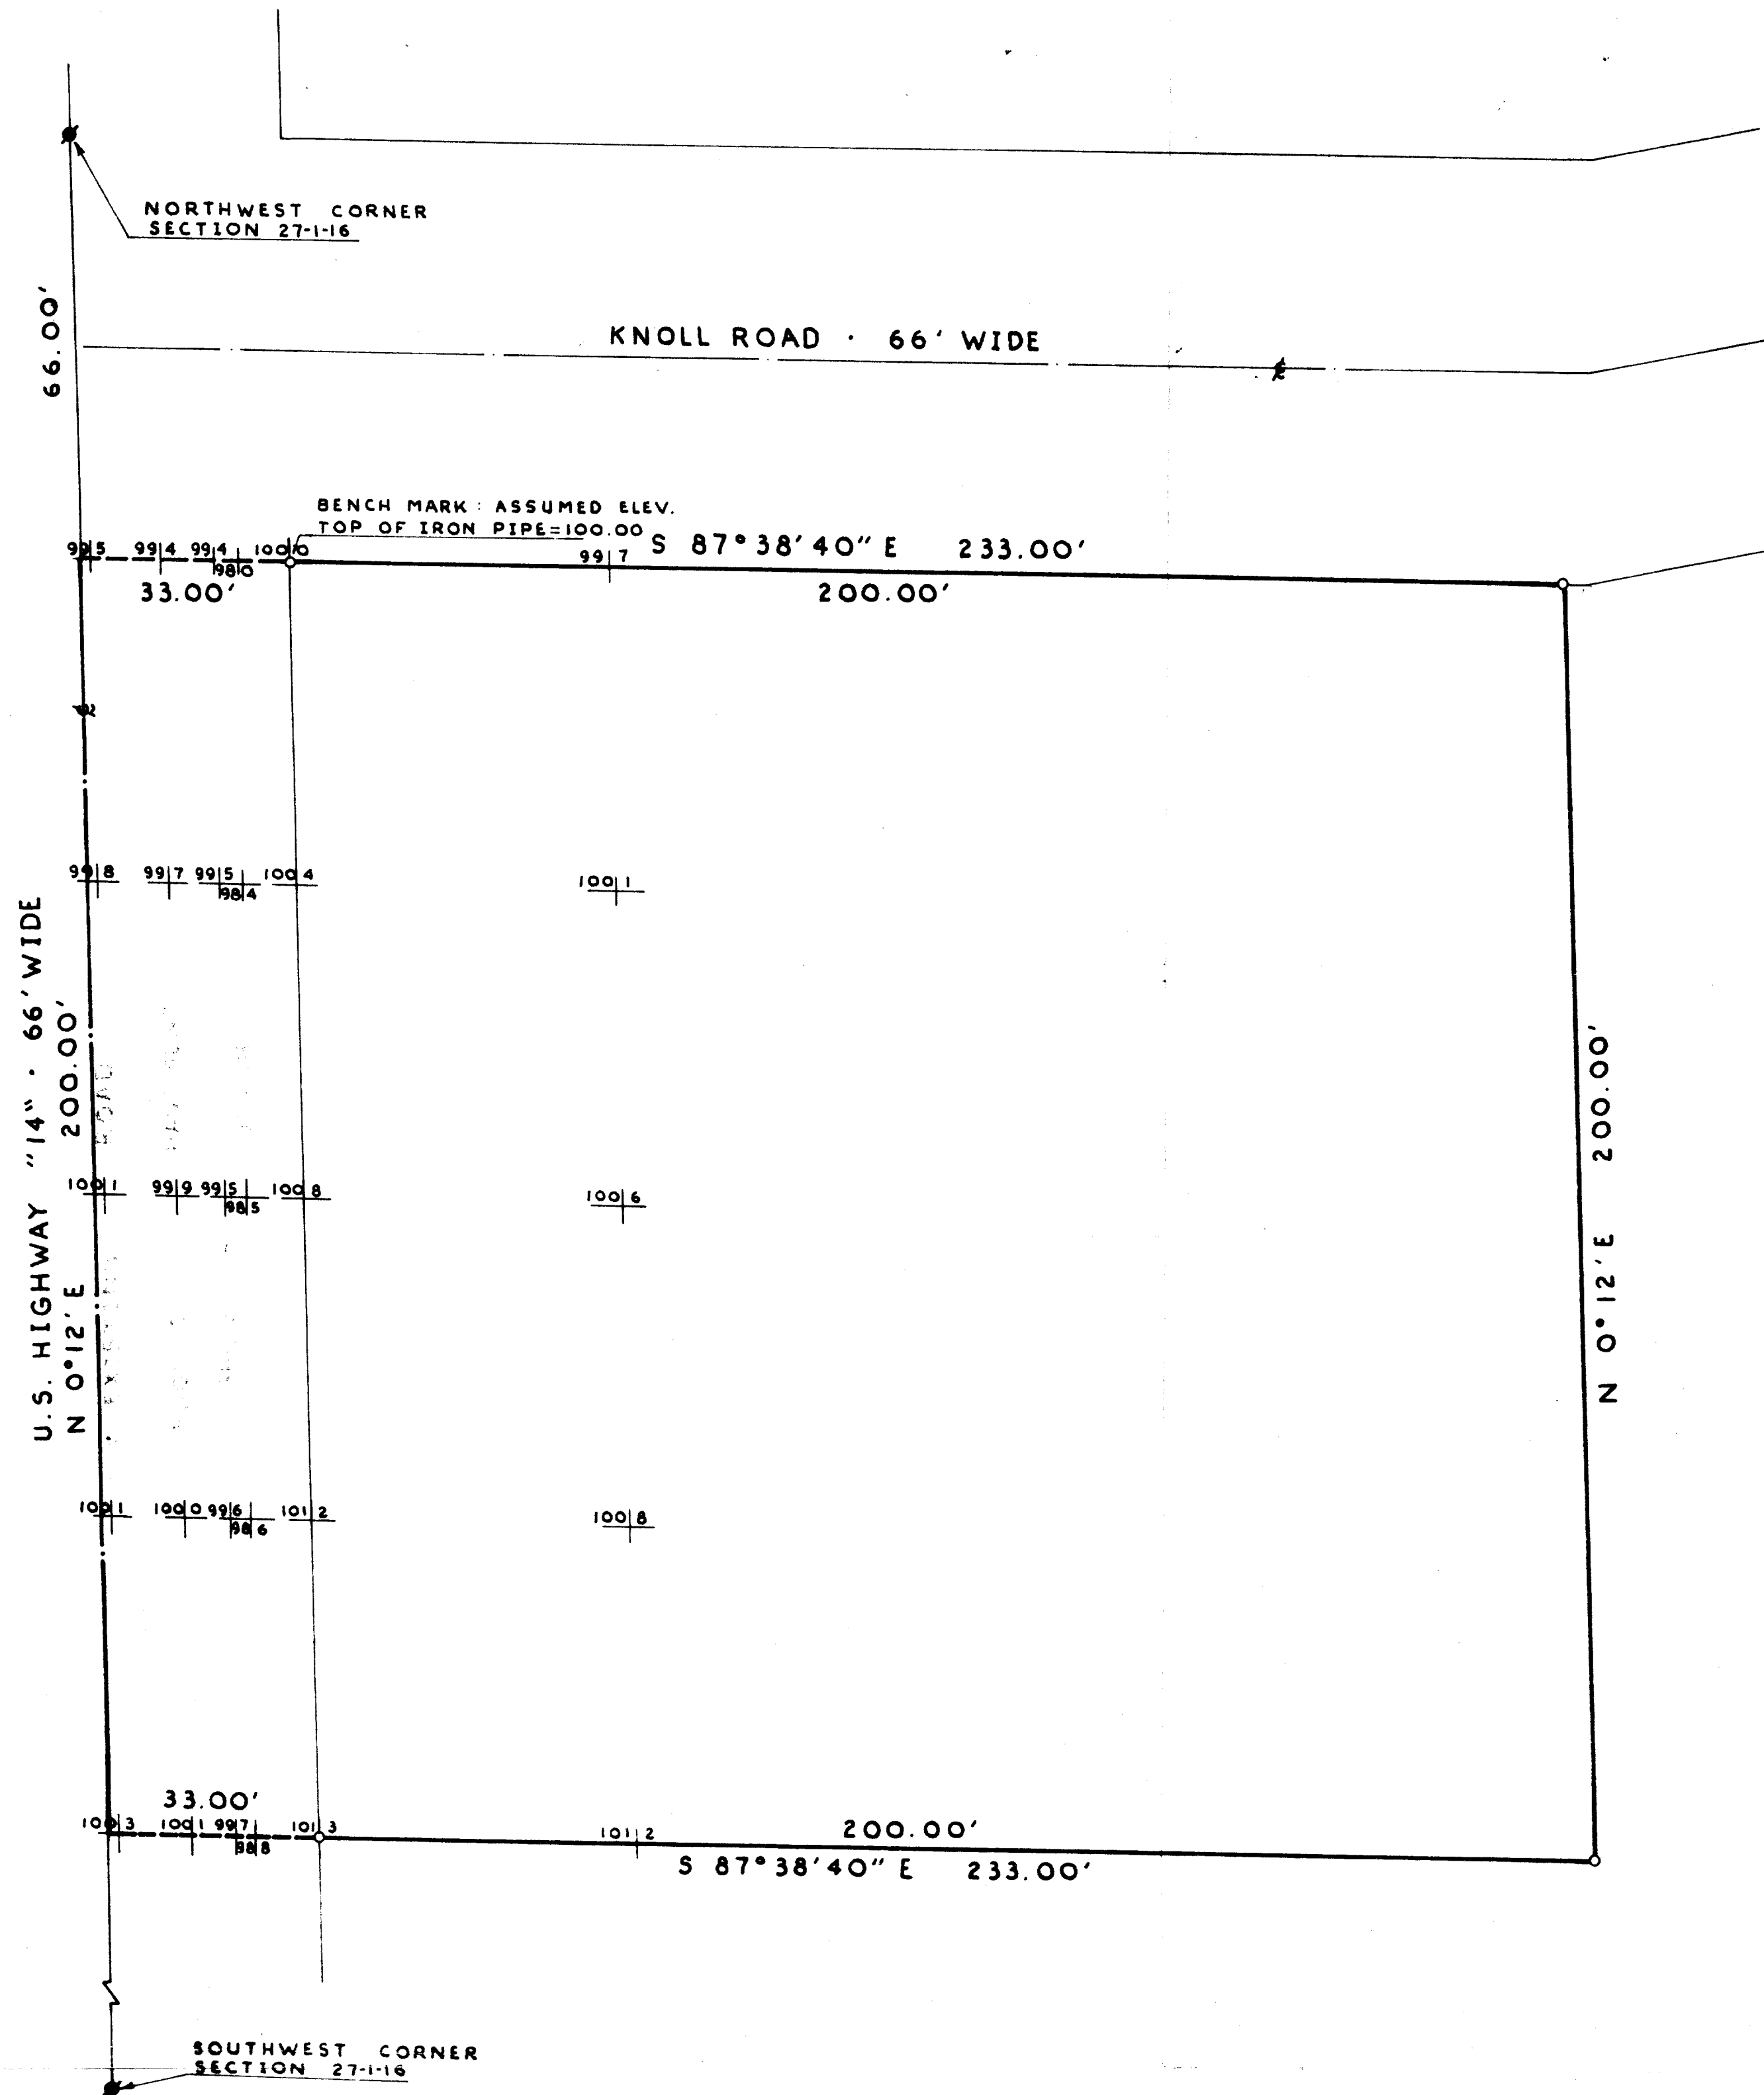 NORTHWEST CORNER
SECTION 27-1-16
66.00'
KNOLL ROAD · 66' WIDE
BENCH MARK : ASSUMED ELEV.
TOP OF IRON PIPE=100.00
S 87°38'40" E 233.00'
99|5 99|4 99|4 100|0 99|7
98|0
33.00' 200.00'
99|8 99|7 99|5 100|4 100|1
98|4
U.S. HIGHWAY "14" · 66' WIDE
N 0°12' E 200.00'
ROAD
N 0°12' E 200.00'
100|1 99|9 99|5 100|8 100|6
98|5
100|1 100|0 99|6 101|2 100|8
98|6
33.00' 200.00'
100|3 100|1 99|7 101|3 101|2
98|8
S 87°38'40" E 233.00'
SOUTHWEST CORNER
SECTION 27-1-16